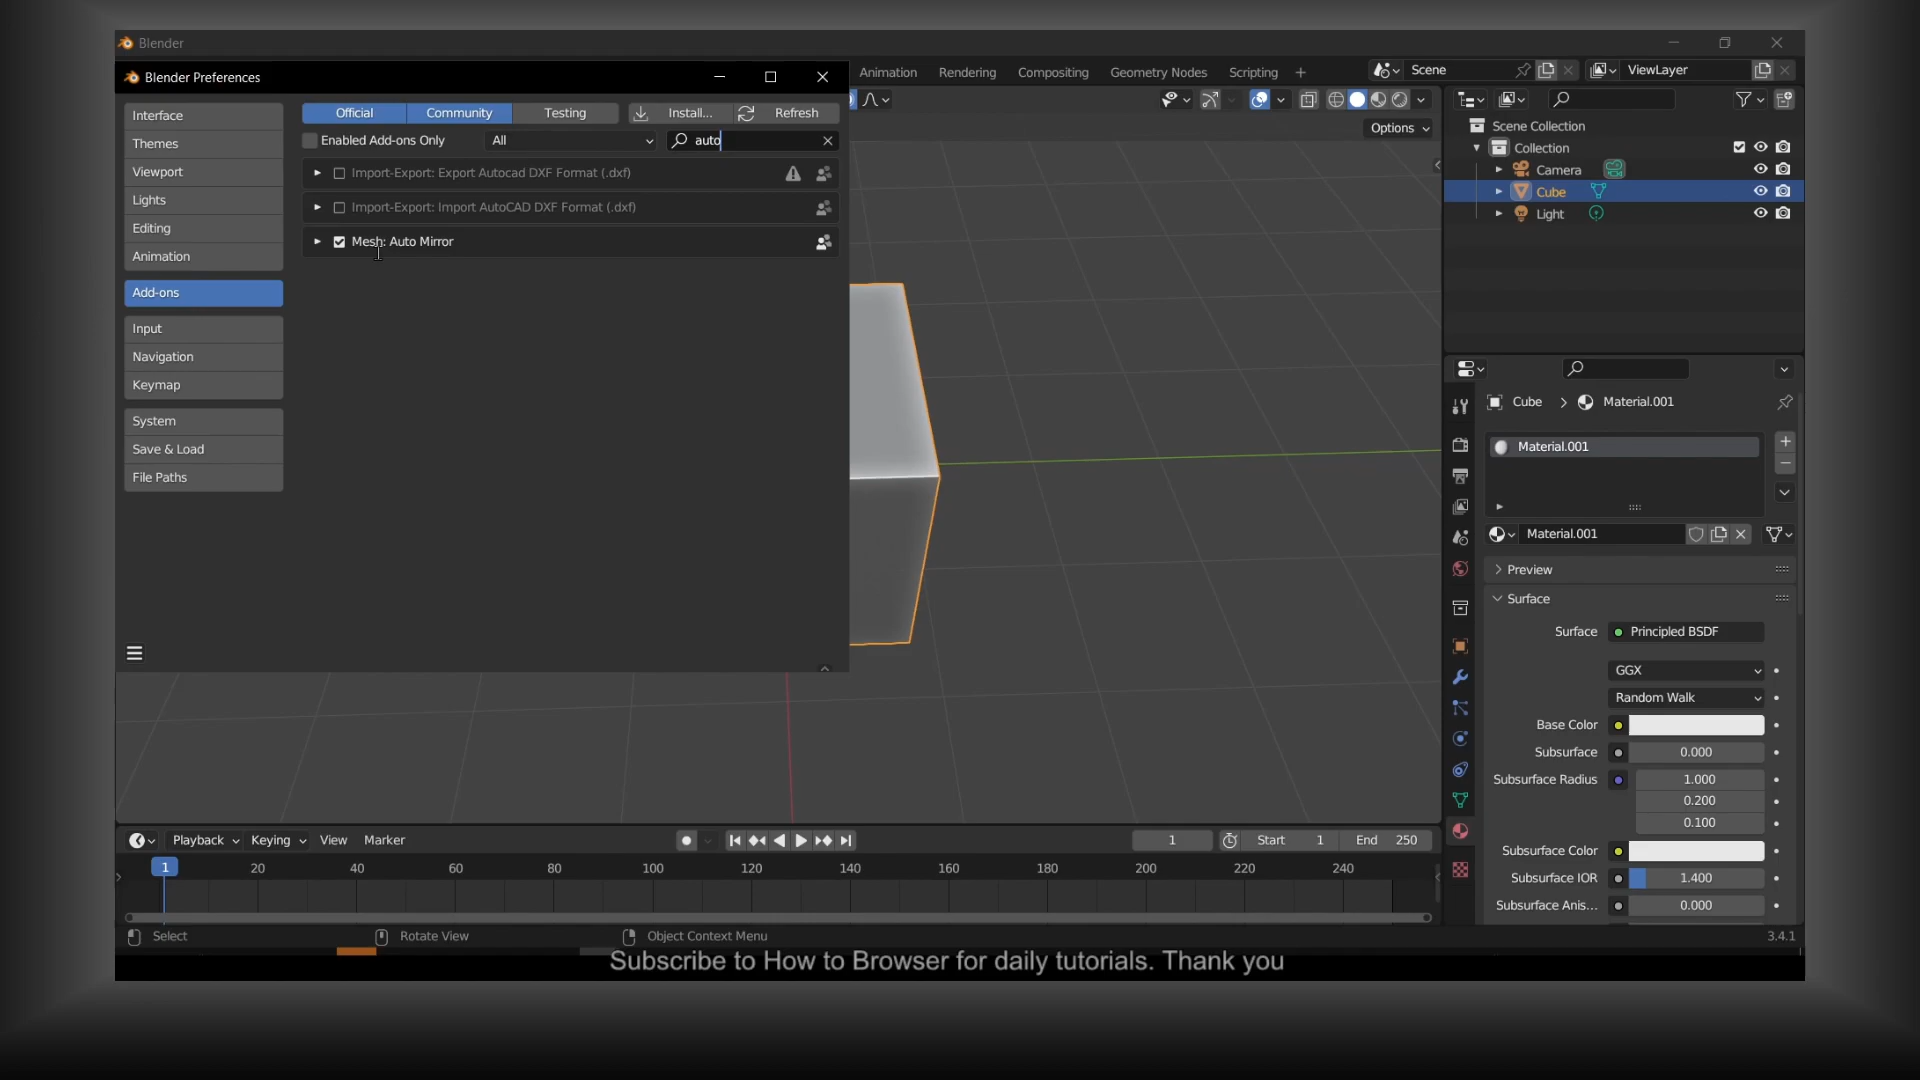 Blender
Blender Preferences
Animation Rendering Compositing Geometry Nodes Scripting +
Scene
ViewLayer
Interface
Themes
Viewport
Lights
Editing
Animation
Add-ons
Input
Navigation
Keymap
System
Save & Load
File Paths
Official Community Testing Install... Refresh
Enabled Add-ons Only All auto
Import-Export: Export Autocad DXF Format (.dxf)
Import-Export: Import AutoCAD DXF Format (.dxf)
Mesh: Auto Mirror
Options
Scene Collection
Collection
Camera
Cube
Light
Cube > Material.001
Material.001
Material.001
Preview
Surface
Surface Principled BSDF
GGX
Random Walk
Base Color
Subsurface 0.000
Subsurface Radius 1.000
0.200
0.100
Subsurface Color
Subsurface IOR 1.400
Subsurface Anis... 0.000
Playback Keying View Marker
1 Start 1 End 250
1 20 40 60 80 100 120 140 160 180 200 220 240
Select Rotate View Object Context Menu
3.4.1
Subscribe to How to Browser for daily tutorials. Thank you